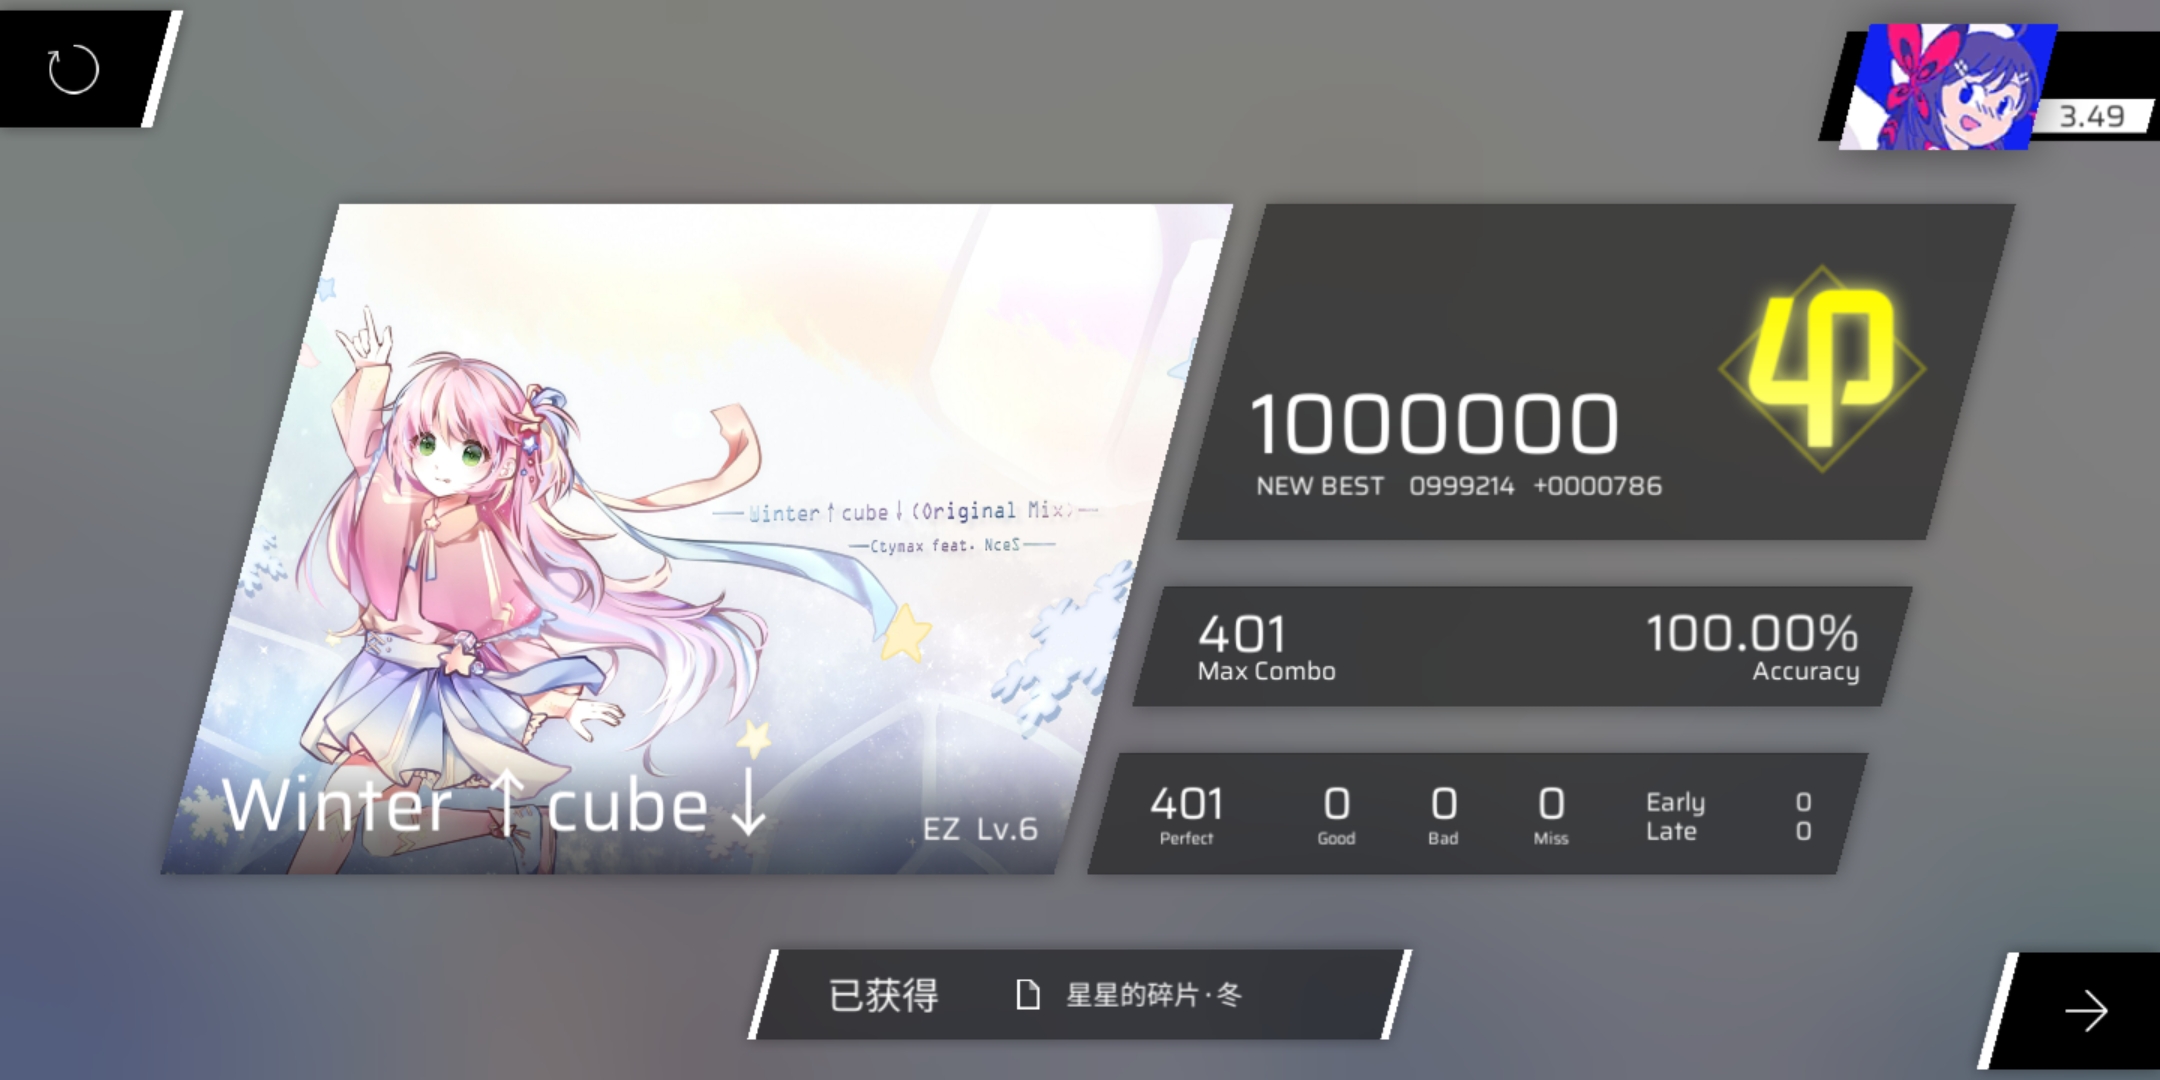 3.49
Winter↑cube↓(Original Mix)
Ctymax feat. NceS
Winter ↑ cube ↓
EZ Lv.6
1000000
NEW BEST 0999214 +0000786
401
Max Combo
100.00%
Accuracy
401 0 0 0
Perfect Good Bad Miss
Early 0
Late 0
已获得 星星的碎片·冬